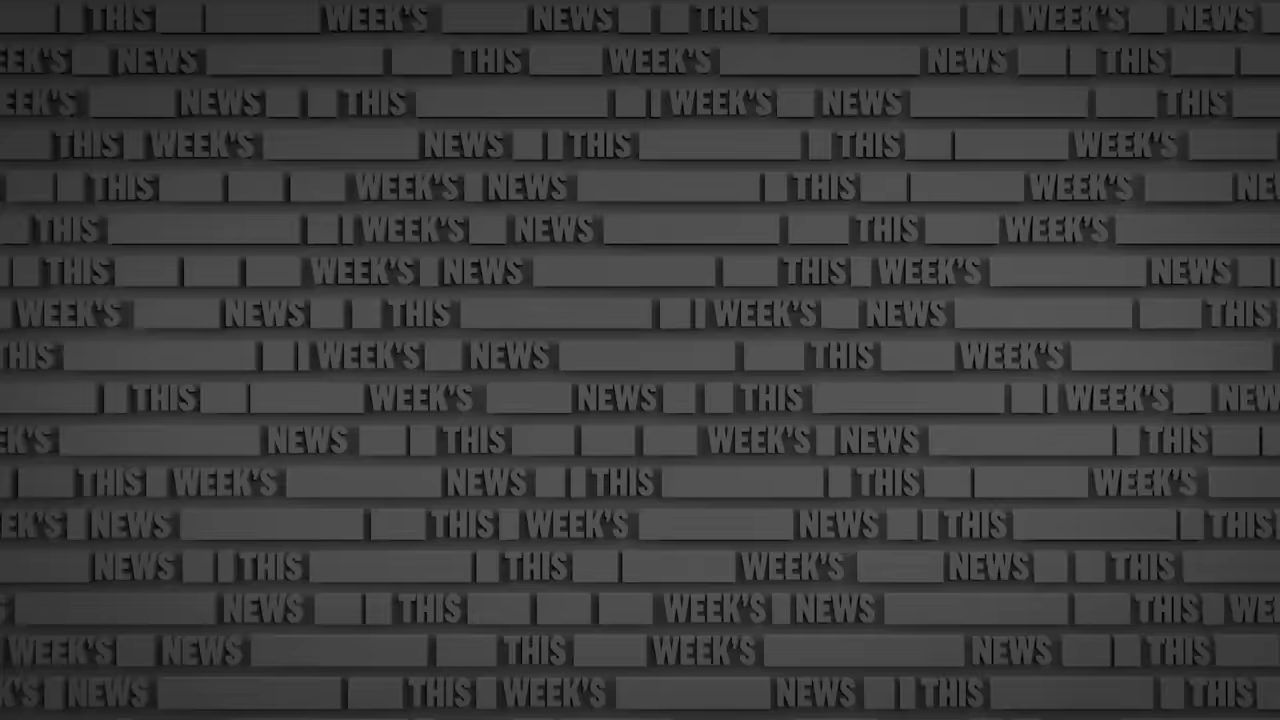 THIS WEEK'S NEWS THIS WEEK'S NEWS
EEK'S NEWS THIS WEEK'S NEWS THIS
EEK'S NEWS THIS WEEK'S NEWS THIS
THIS WEEK'S NEWS THIS THIS WEEK'S
THIS WEEK'S NEWS THIS WEEK'S NE
THIS WEEK'S NEWS THIS WEEK'S
THIS WEEK'S NEWS THIS WEEK'S NEWS
WEEK'S NEWS THIS WEEK'S NEWS THIS
HIS WEEK'S NEWS THIS WEEK'S
THIS WEEK'S NEWS THIS WEEK'S NEW
EK'S NEWS THIS WEEK'S NEWS THIS
THIS WEEK'S NEWS THIS THIS WEEK'S
EK'S NEWS THIS WEEK'S NEWS THIS THIS
NEWS THIS THIS WEEK'S NEWS THIS
S NEWS THIS WEEK'S NEWS THIS WE
WEEK'S NEWS THIS WEEK'S NEWS THIS
K'S NEWS THIS WEEK'S NEWS THIS THIS